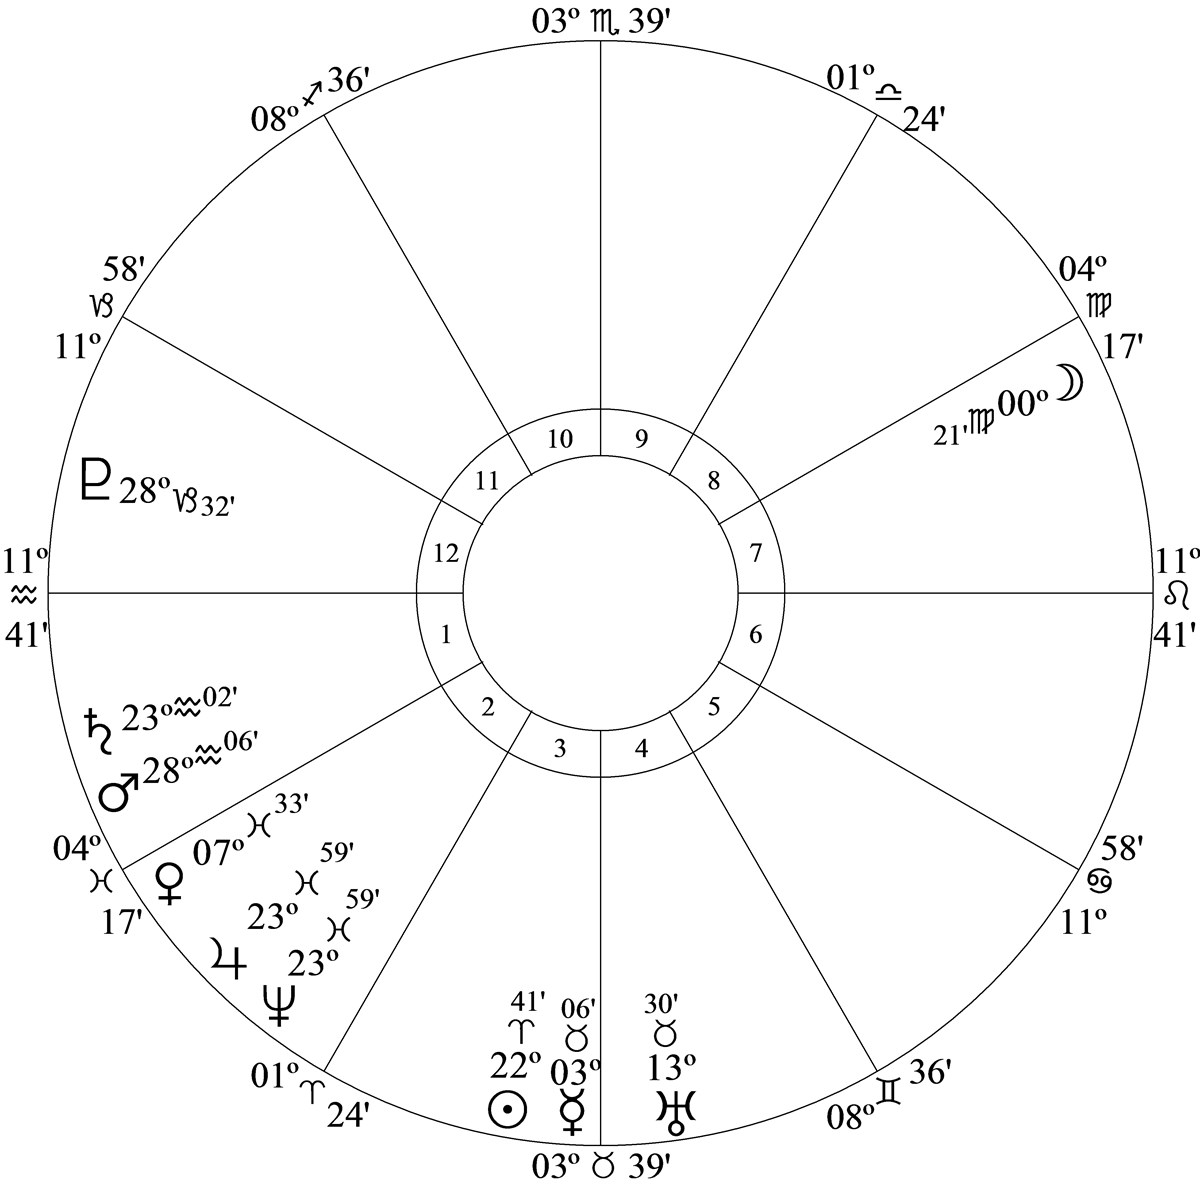 03º ♏ 39'
08º ♐ 36'
01º ♎ 24'
58' ♑ 11º
04º ♍ 17'
☽ 00º ♍ 21'
♇ 28º ♑ 32'
11º ♒ 41'
11º ♌ 41'
10 9
11 8
12 7
1 6
2 5
3 4
♄ 23º ♒ 02'
♂ 28º ♒ 06'
04º ♓ 17'
♀ 07º ♓ 33'
♃ 23º ♓ 59'
♆ 23º ♓ 59'
58' ♋ 11º
01º ♈ 24'
☉ 22º ♈ 41'
☿ 03º ♉ 06'
♅ 13º ♉ 30'
08º ♊ 36'
03º ♉ 39'